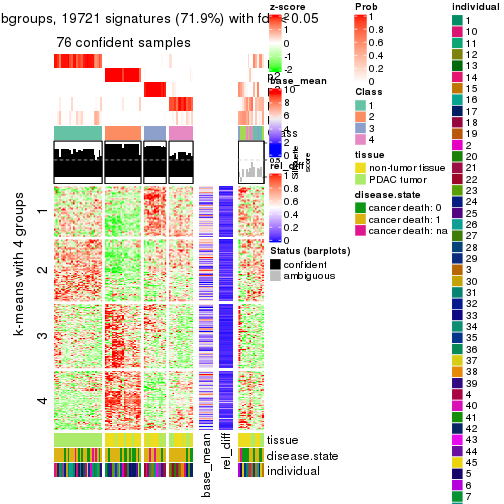 bgroups, 19721 signatures (71.9%) with fd 0.05
76 confident samples
k-means with 4 groups
1
2
3
4
base_mean
rel_diff
tissue
disease.state
individual
z-score
2
1
0
-1
-2
base_mean
10
8
6
4
2
0
rel_diff
1
0.8
0.6
0.4
0.2
0
Silhouette
score
Status (barplots)
confident
ambiguous
Prob
1
0.8
0.6
0.4
0.2
0
Class
1
2
3
4
tissue
non-tumor tissue
PDAC tumor
disease.state
cancer death: 0
cancer death: 1
cancer death: na
individual
1
10
11
12
13
14
15
16
17
18
19
2
20
21
22
23
24
25
26
27
28
29
3
30
31
32
33
34
35
36
37
38
39
4
40
41
42
43
44
45
5
6
7